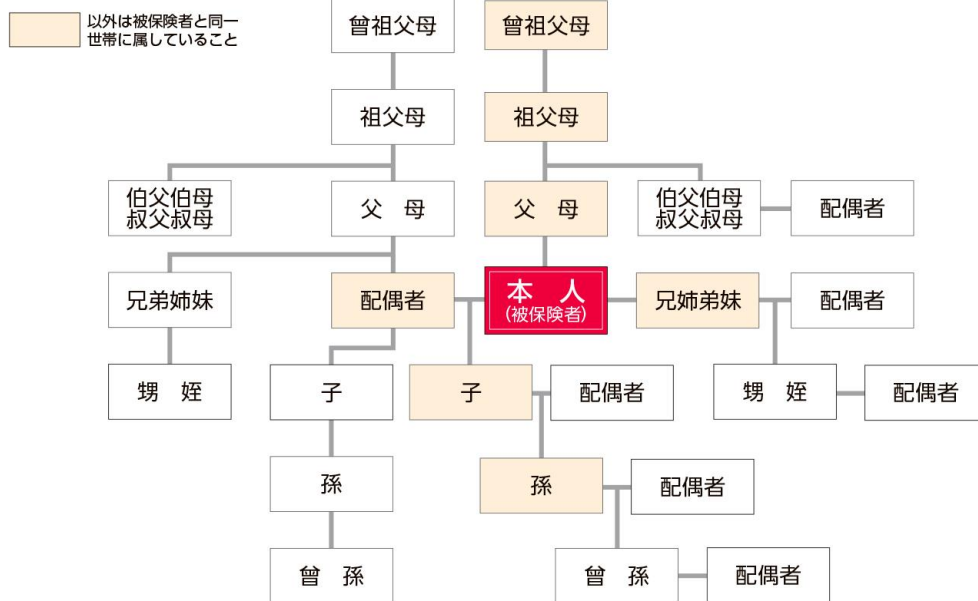 以外は被保険者と同一
世帯に属していること
曾祖父母
曾祖父母
祖父母
祖父母
伯父伯母
叔父叔母
父　母
父　母
伯父伯母
叔父叔母
配偶者
兄弟姉妹
配偶者
本　人
(被保険者)
兄姉弟妹
配偶者
甥　姪
子
子
配偶者
甥　姪
配偶者
孫
孫
配偶者
曾　孫
曾　孫
配偶者